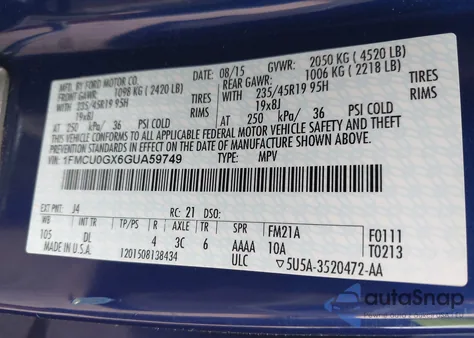 MFD. BY FORD MOTOR CO.
DATE: 08/15 GVWR: 2050 KG (4520 LB)
FRONT GAWR: 1098 KG (2420 LB) REAR GAWR: 1006 KG (2218 LB)
235/45R19 95H WITH 235/45R19 95H
19x8J 19x8J
AT 250 kPa/ 36 PSI COLD AT 250 kPa/ 36 PSI COLD
THIS VEHICLE CONFORMS TO ALL APPLICABLE FEDERAL MOTOR VEHICLE SAFETY AND THEFT
PREVENTION STANDARDS IN EFFECT ON THE DATE OF MANUFACTURE SHOWN ABOVE.
VIN: 1FMCU0GX6GUA59749 TYPE: MPV
EXT PNT: J4 RC: 21 DSO:
WB INT TR TP/PS R AXLE TR SPR FM21A F0111
105 DL 4 3C 6 AAAA 10A T0213
MADE IN U.S.A. 1201508138434 ULC ▽5U5A-3520472-AA
autoSnap